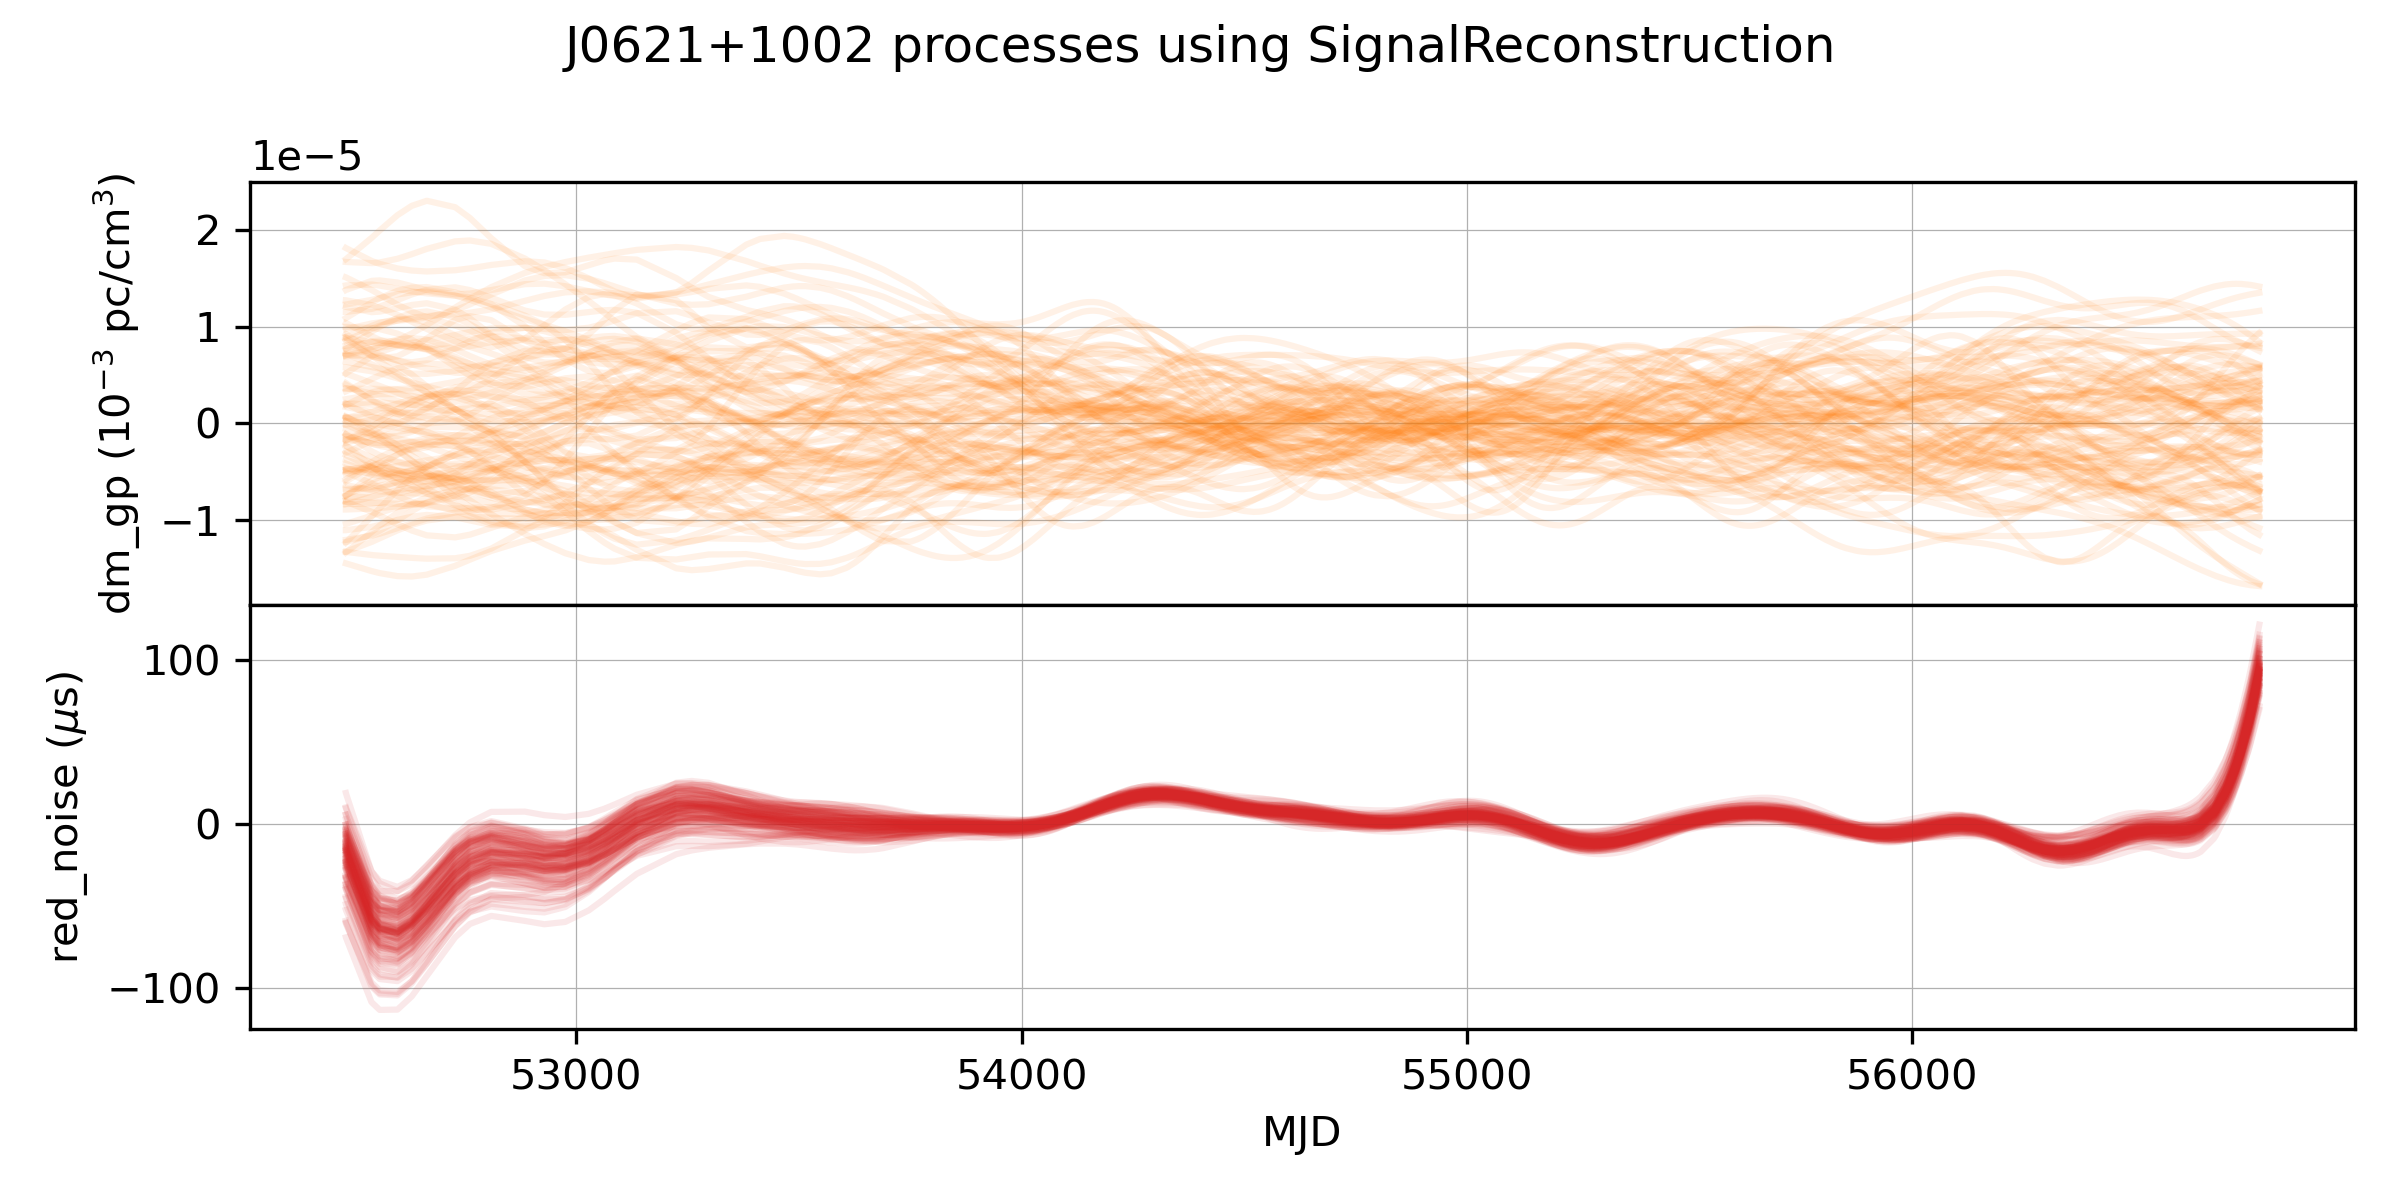 J0621+1002 processes using SignalReconstruction
1e−5
dm_gp (10⁻³ pc/cm³)
2
1
0
−1
red_noise (μs)
100
0
−100
53000 54000 55000 56000
MJD